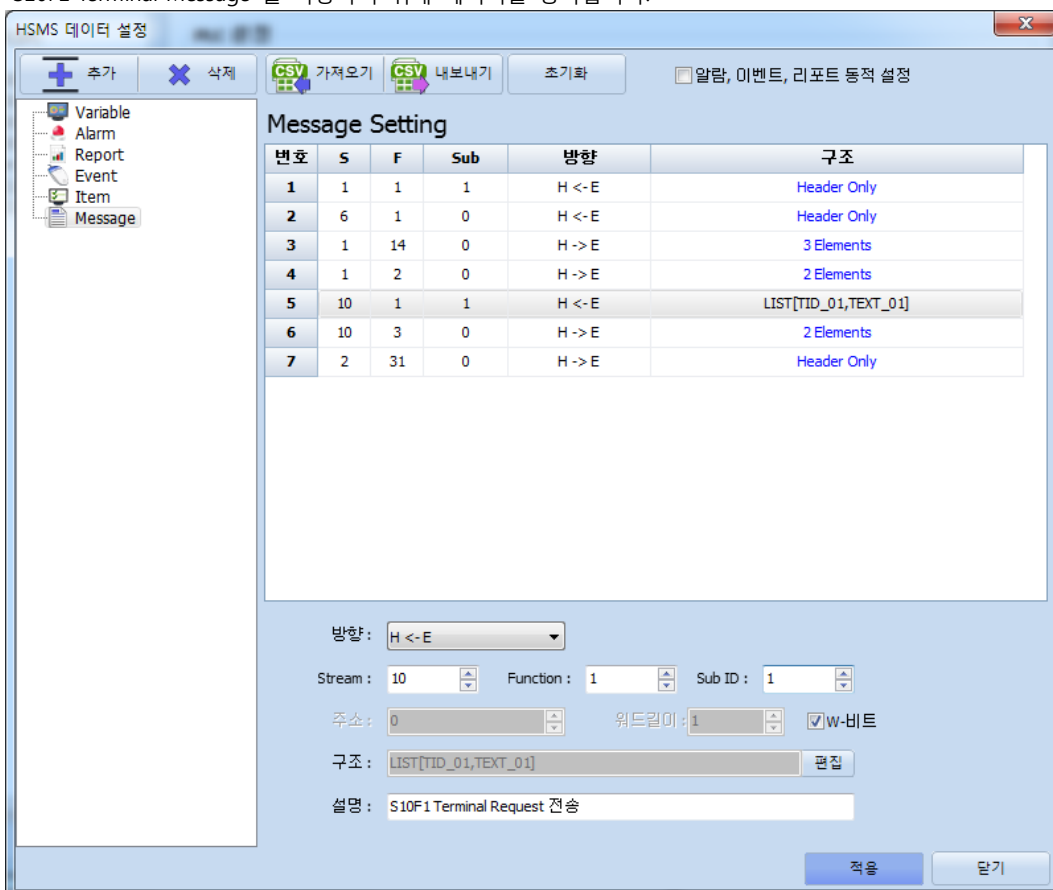 HSMS 데이터 설정
추가 삭제 CSV 가져오기 CSV 내보내기 초기화 알람, 이벤트, 리포트 동적 설정
Variable
Alarm
Report
Event
Item
Message
Message Setting
번호 S F Sub 방향 구조
1 1 1 1 H <- E Header Only
2 6 1 0 H <- E Header Only
3 1 14 0 H -> E 3 Elements
4 1 2 0 H -> E 2 Elements
5 10 1 1 H <- E LIST[TID_01,TEXT_01]
6 10 3 0 H -> E 2 Elements
7 2 31 0 H -> E Header Only
방향 : H <- E
Stream : 10 Function : 1 Sub ID : 1
주소 : 0 워드길이 : 1 W-비트
구조 : LIST[TID_01,TEXT_01] 편집
설명 : S10F1 Terminal Request 전송
적용 닫기